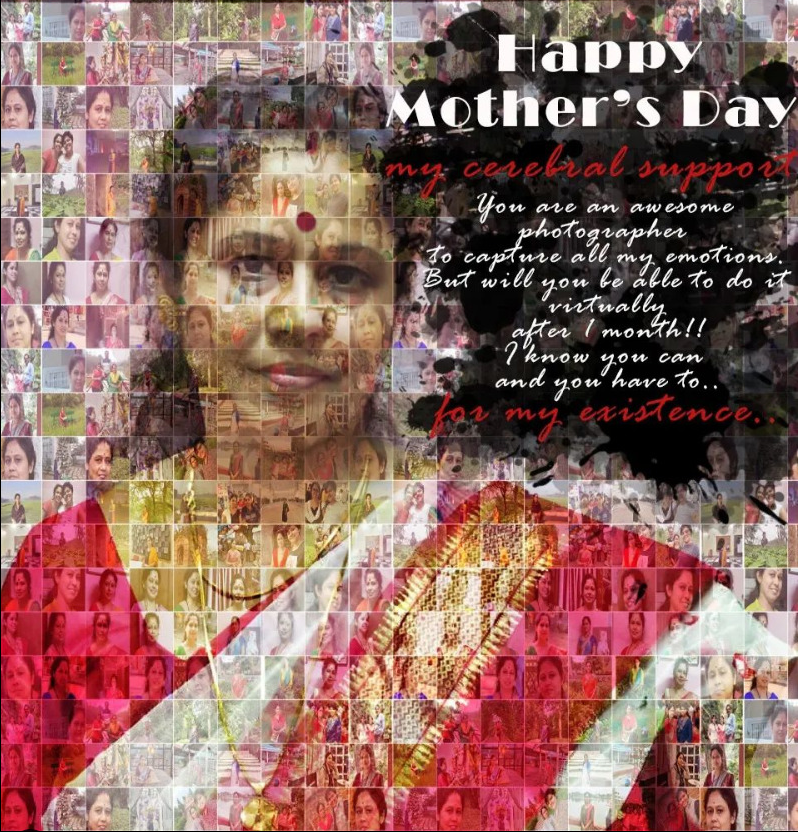 Happy
Mother's Day
my cerebral support
You are an awesome
photographer
to capture all my emotions.
But will you be able to do it
virtually
after 1 month!!
I know you can
and you have to..
for my existence..